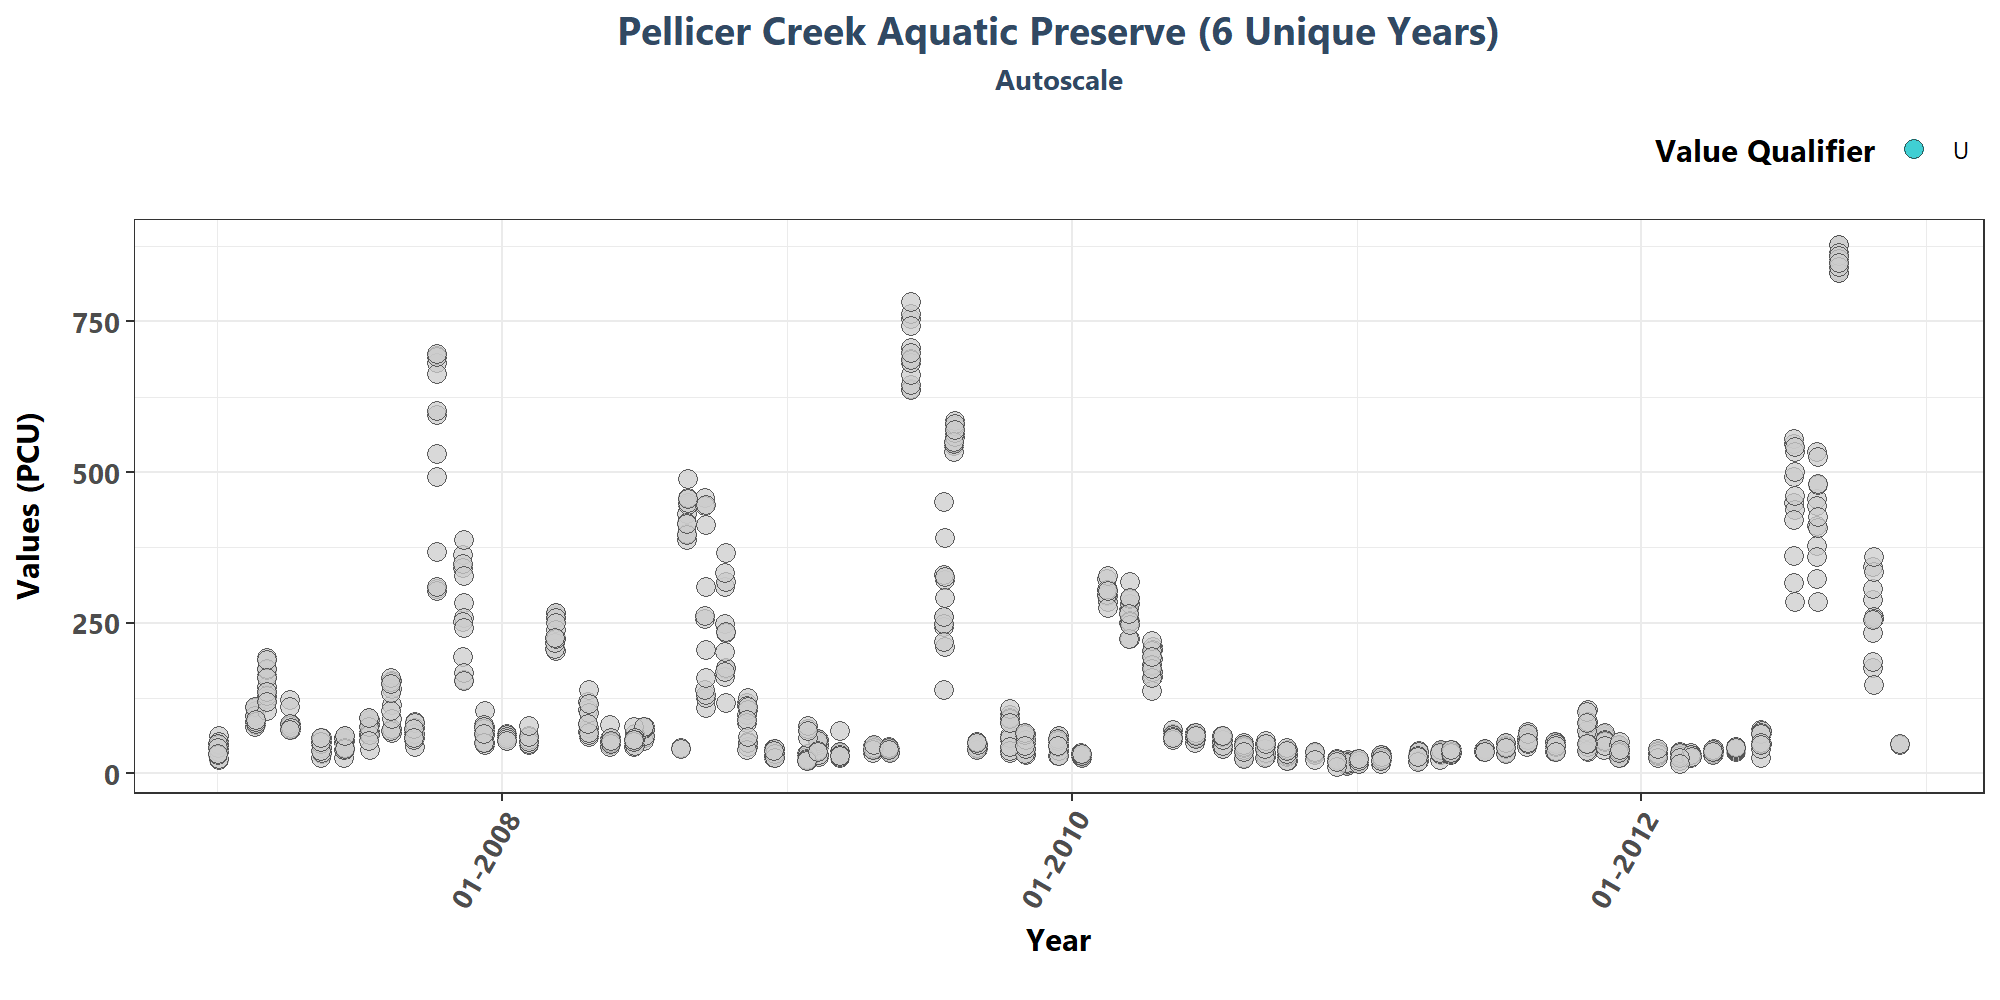 Pellicer Creek Aquatic Preserve (6 Unique Years)
Autoscale
Value Qualifier U
Values (PCU)
750
500
250
0
01-2008
01-2010
01-2012
Year